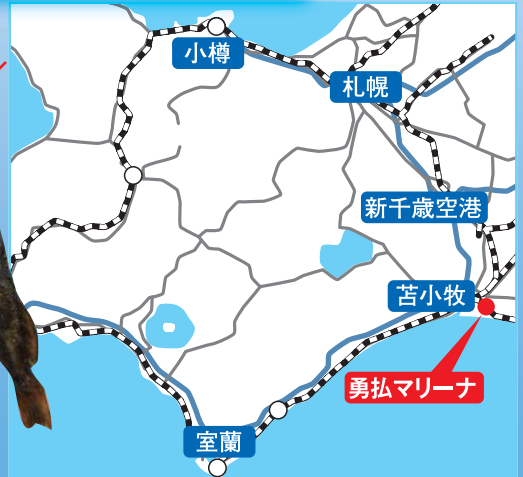 小樽
札幌
新千歳空港
苫小牧
勇払マリーナ
室蘭